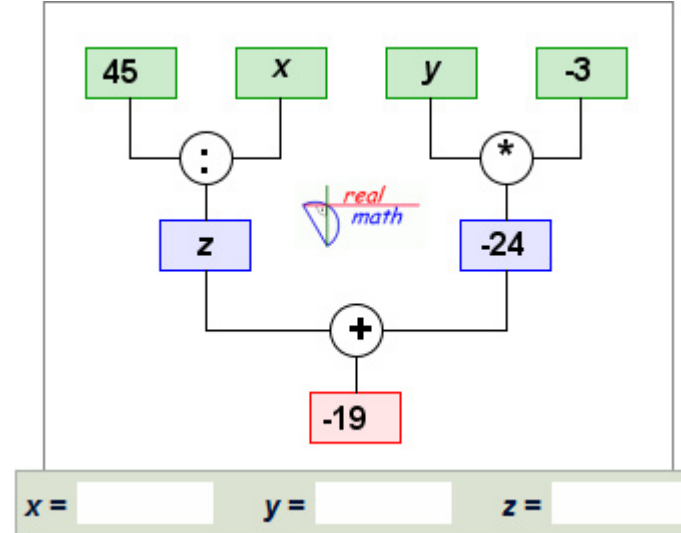 45 x y -3
: *
real
math
z -24
+
-19
x = y = z =